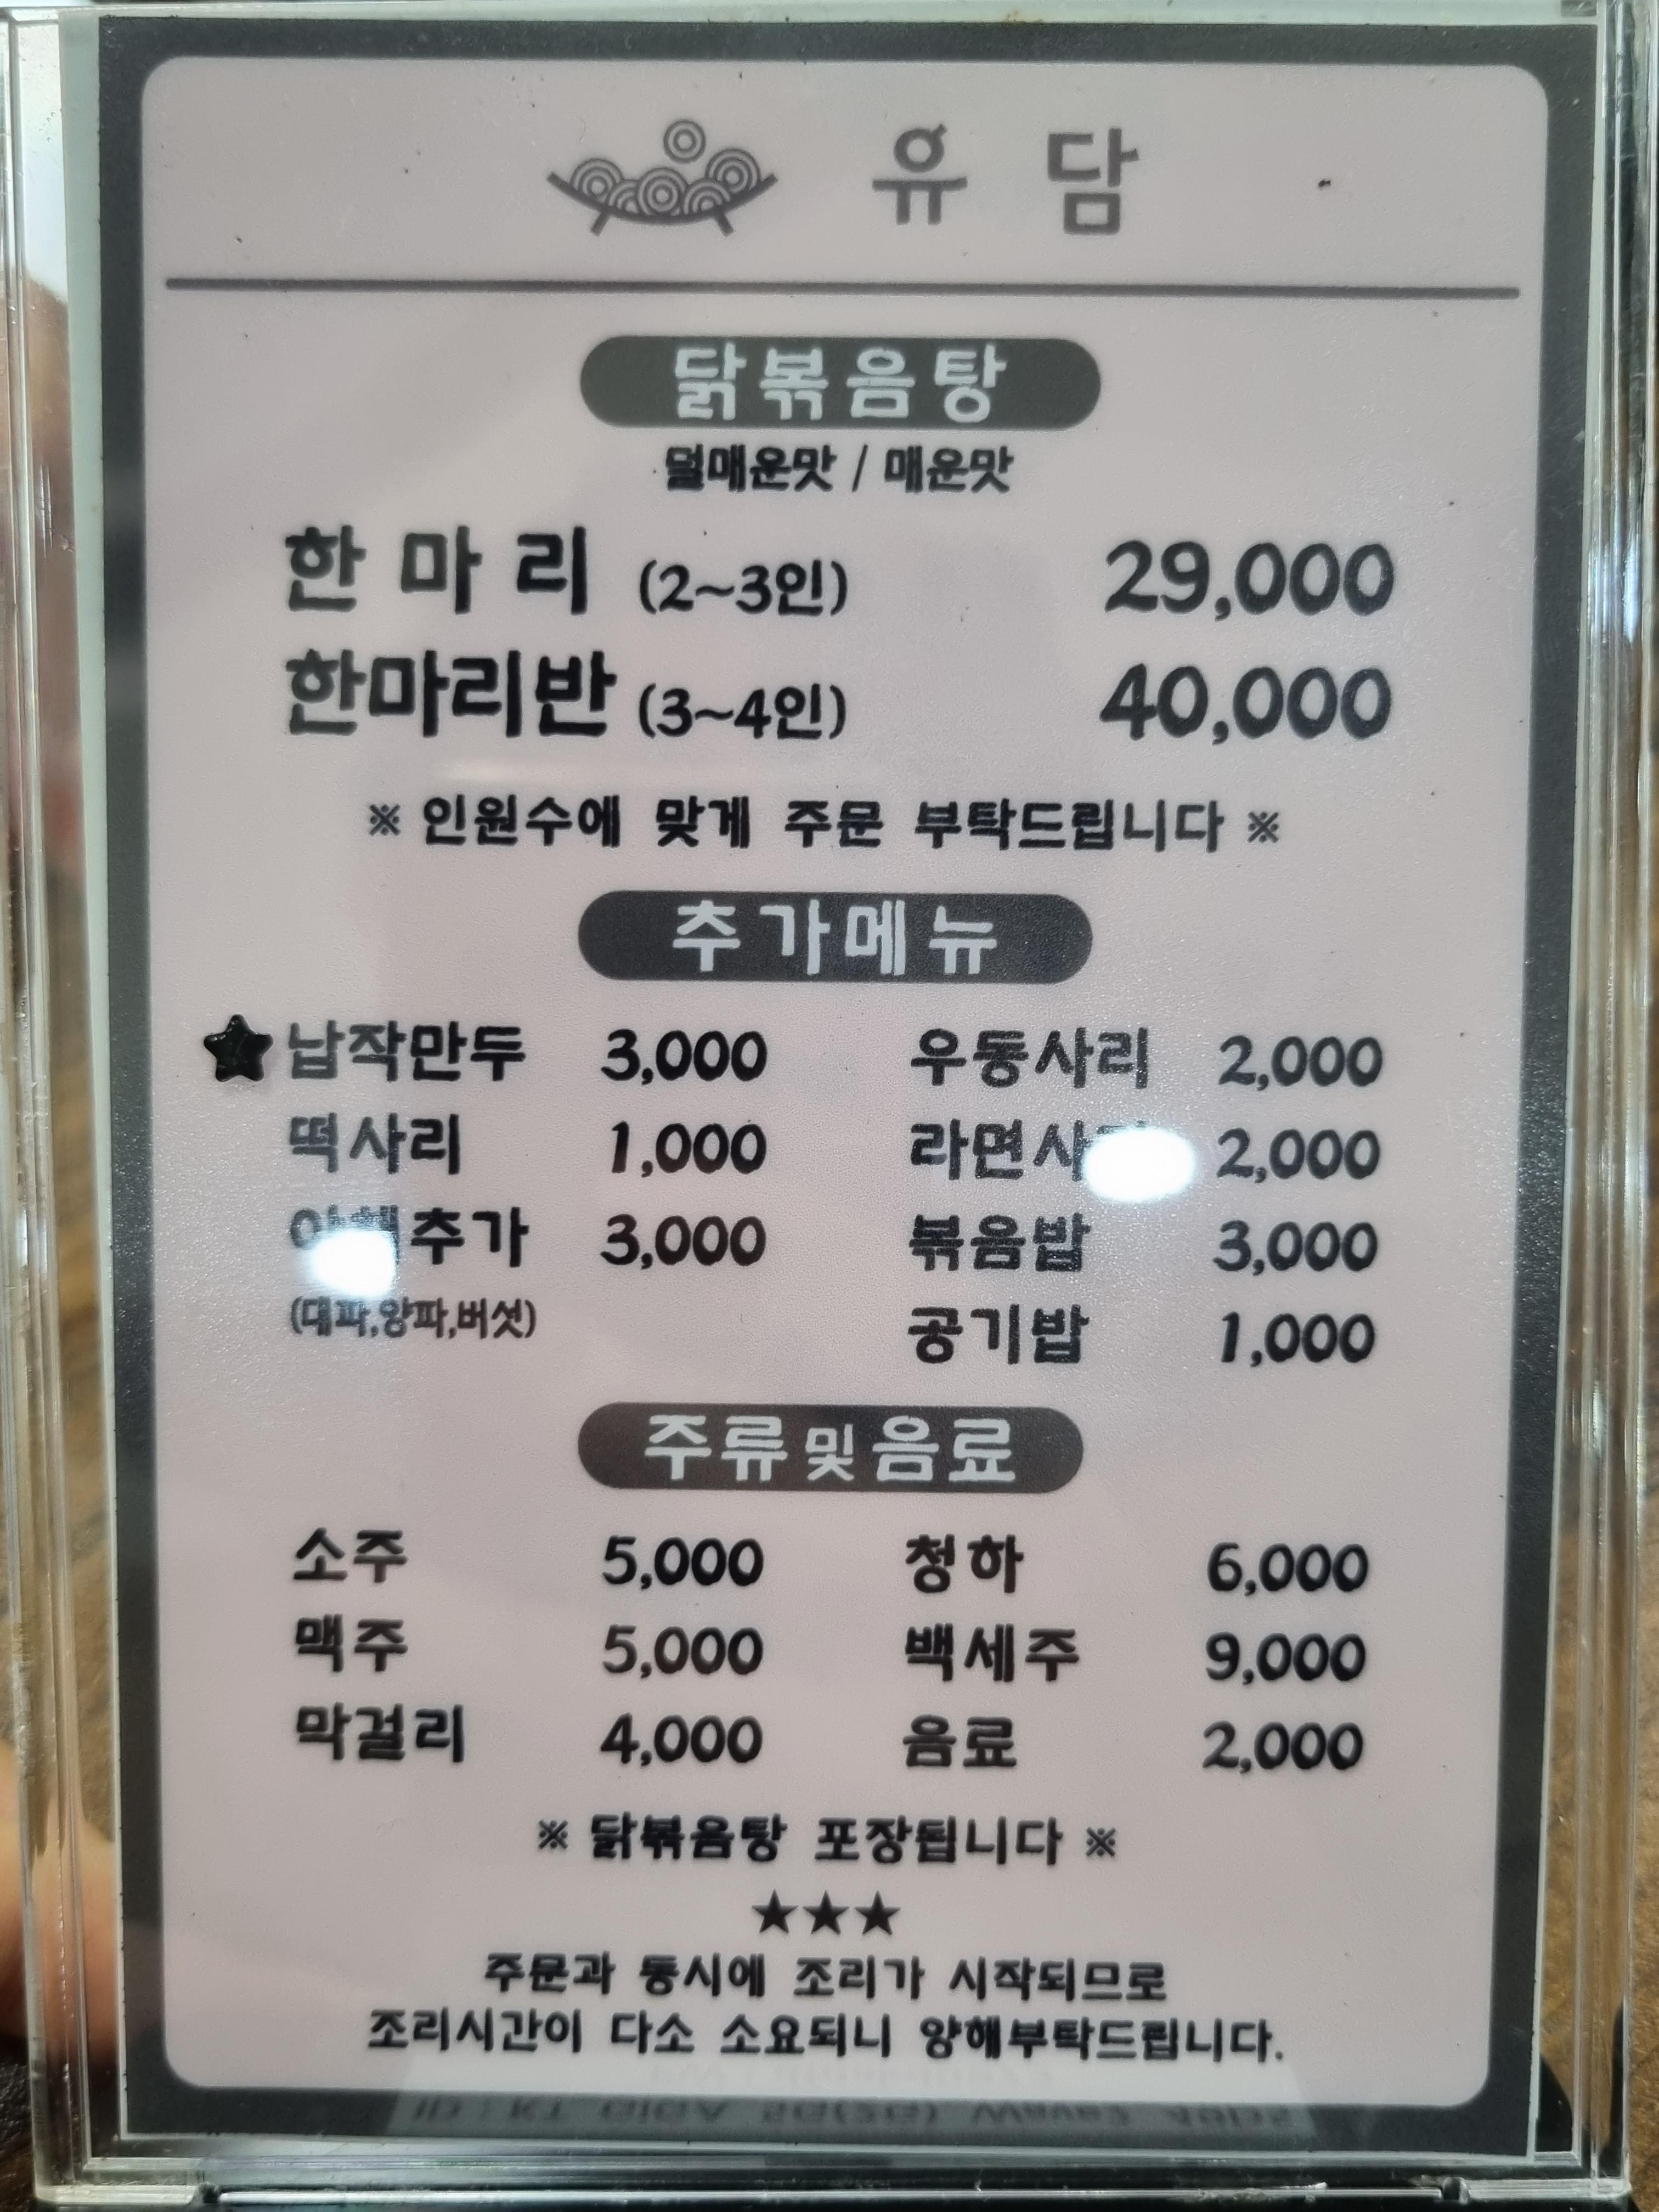 유담
닭볶음탕
덜매운맛 / 매운맛
한 마 리 (2~3인) 29,000
한마리반 (3~4인) 40,000
※ 인원수에 맞게 주문 부탁드립니다 ※
추가메뉴
★납작만두 3,000 우동사리 2,000
떡사리 1,000 2,000
3,000 볶음밥 3,000
(대파,양파,버섯)
공기밥 1,000
주류및음료
소주 5,000 청하 6,000
맥주 5,000 백세주 9,000
막걸리 4,000 음료 2,000
※ 닭볶음탕 포장됩니다 ※
★★★
주문과 동시에 조리가 시작되므로
조리시간이 다소 소요되니 양해부탁드립니다.